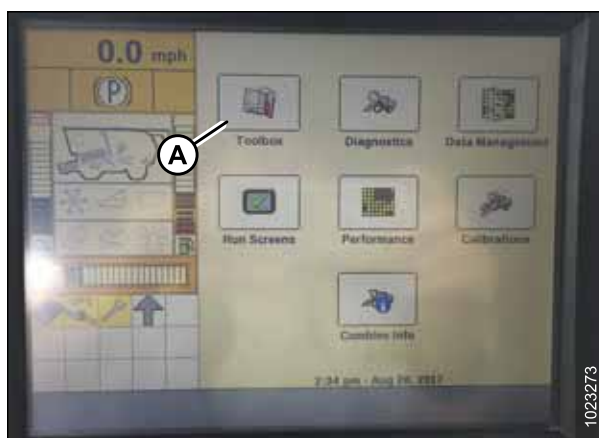 0.0 mph
(P)
A
Toolbox
Diagnostics
Data Management
Run Screens
Performance
Calibrations
Combine Info
2:34 pm - Aug 26, 2017
1023273